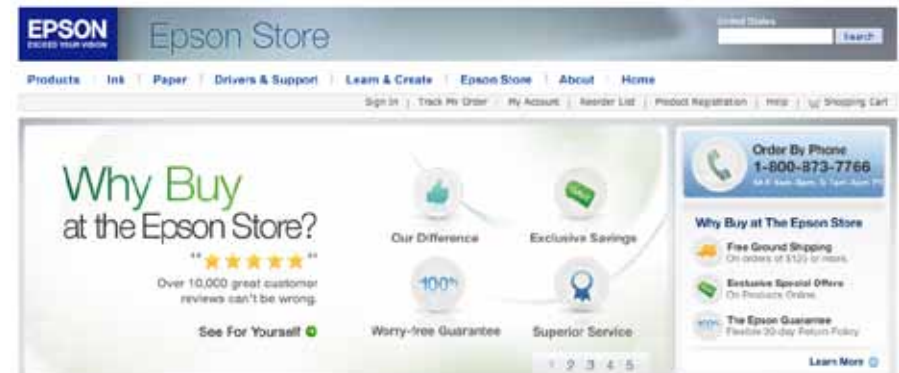 EPSON
EXCEED YOUR VISION
Epson Store
United States
Search
Products Ink Paper Drivers & Support Learn & Create Epson Store About Home
Sign In | Track My Order | My Account | Reorder List | Product Registration | Help | Shopping Cart
Why Buy
at the Epson Store?
Over 10,000 great customer
reviews can't be wrong.
See For Yourself
Our Difference
Exclusive Savings
100%
Worry-free Guarantee
Superior Service
1 2 3 4 5
Order By Phone
1-800-873-7766
Why Buy at The Epson Store
Free Ground Shipping
On orders of or more.
Exclusive Special Offers
On Products Online.
100%
The Epson Guarantee
Flexible 30-day Return Policy
Learn More